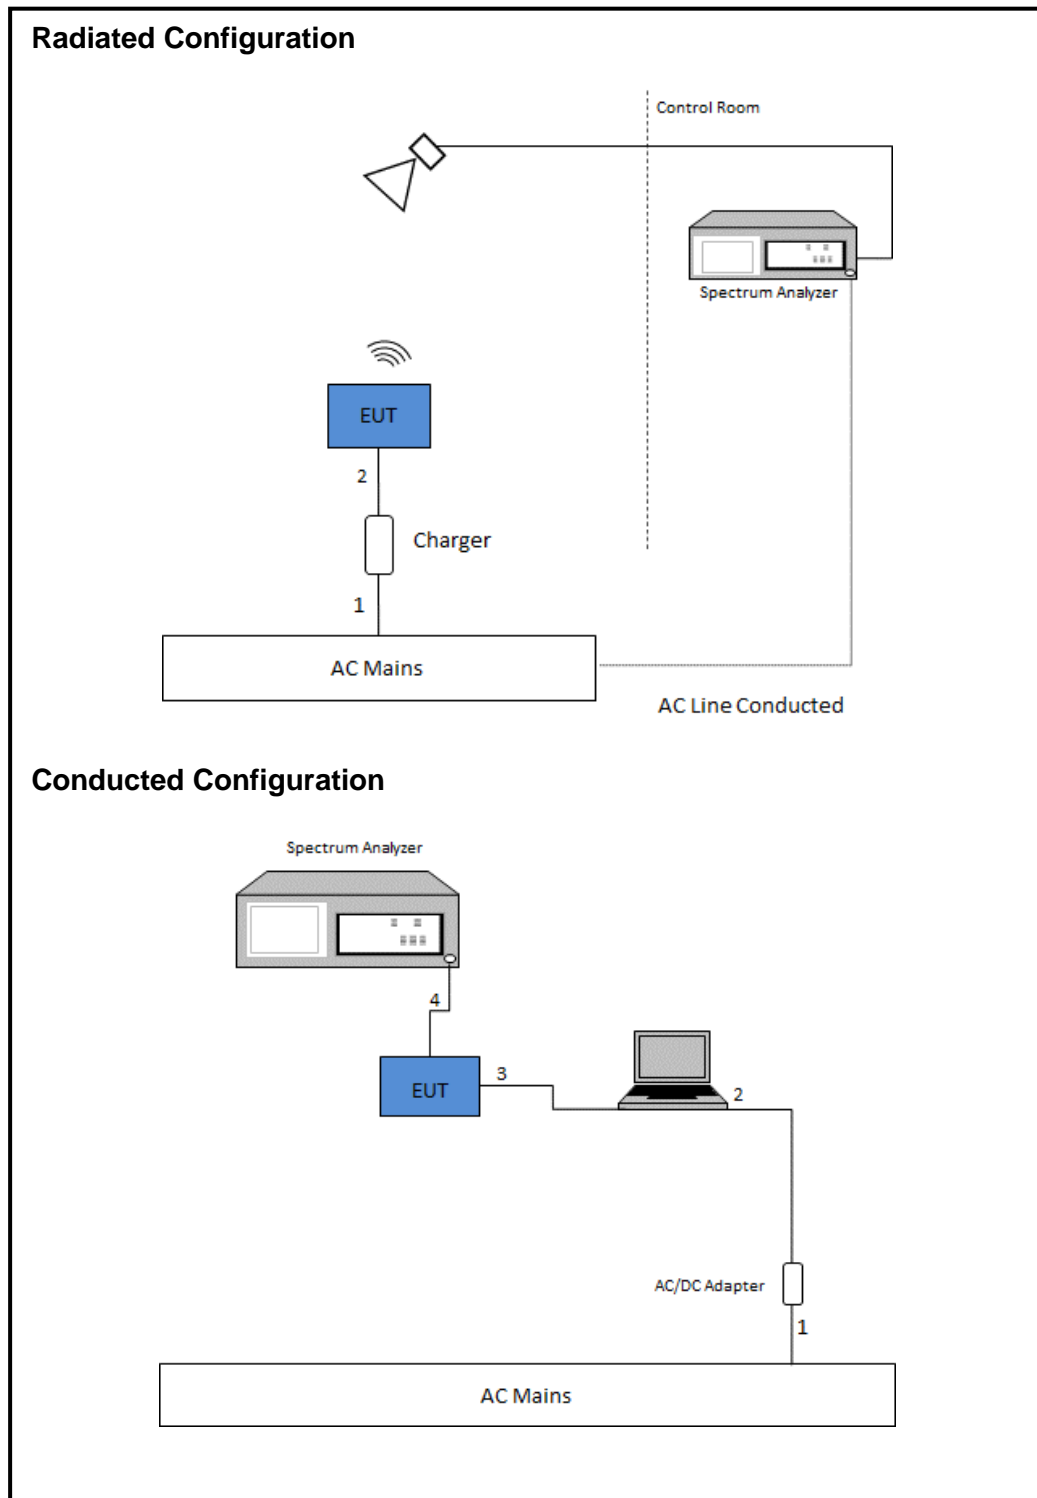 Radiated Configuration
Control Room
Spectrum Analyzer
EUT
2
Charger
1
AC Mains
AC Line Conducted
Conducted Configuration
Spectrum Analyzer
4
EUT
3
2
AC/DC Adapter
1
AC Mains